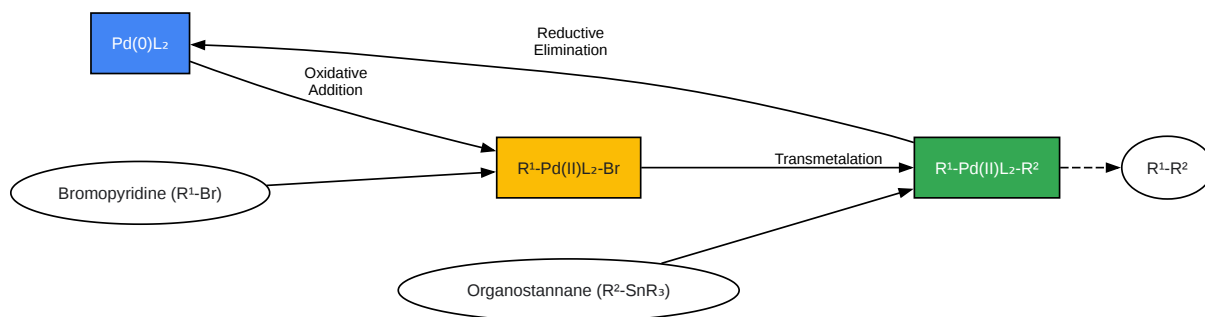 Pd(0)L₂
Reductive
Elimination
Oxidative
Addition
Bromopyridine (R¹-Br)
R¹-Pd(II)L₂-Br
Transmetalation
R¹-Pd(II)L₂-R²
R¹-R²
Organostannane (R²-SnR₃)